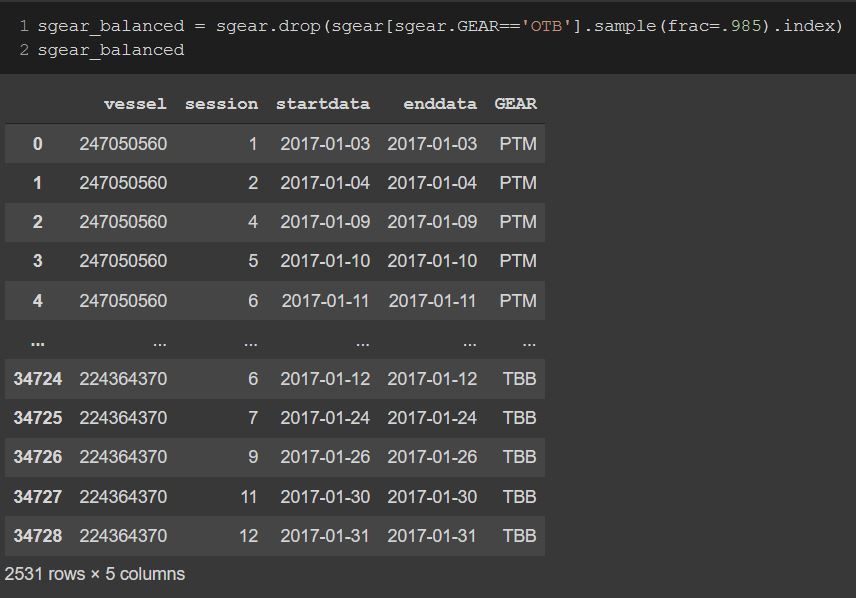 1 sgear_balanced = sgear.drop(sgear[sgear.GEAR=='OTB'].sample(frac=.985).index)
2 sgear_balanced
vessel session startdata enddata GEAR
0 247050560 1 2017-01-03 2017-01-03 PTM
1 247050560 2 2017-01-04 2017-01-04 PTM
2 247050560 4 2017-01-09 2017-01-09 PTM
3 247050560 5 2017-01-10 2017-01-10 PTM
4 247050560 6 2017-01-11 2017-01-11 PTM
... ... ... ... ... ...
34724 224364370 6 2017-01-12 2017-01-12 TBB
34725 224364370 7 2017-01-24 2017-01-24 TBB
34726 224364370 9 2017-01-26 2017-01-26 TBB
34727 224364370 11 2017-01-30 2017-01-30 TBB
34728 224364370 12 2017-01-31 2017-01-31 TBB
2531 rows × 5 columns